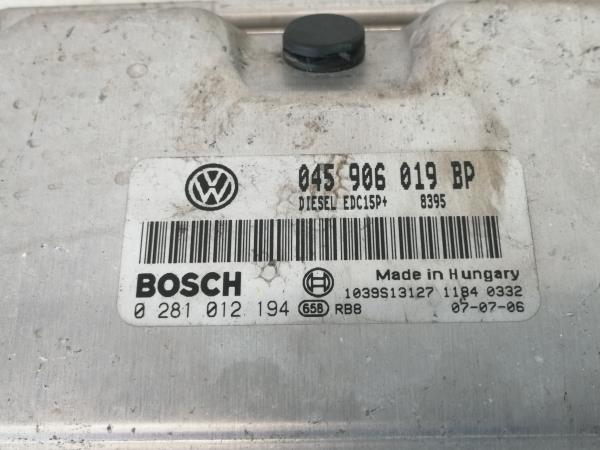 045 906 019 BP
DIESEL EDC15P+ 8395
BOSCH Made in Hungary
1039S13127 1184 0332
0 281 012 194 658 RB8 07-07-06